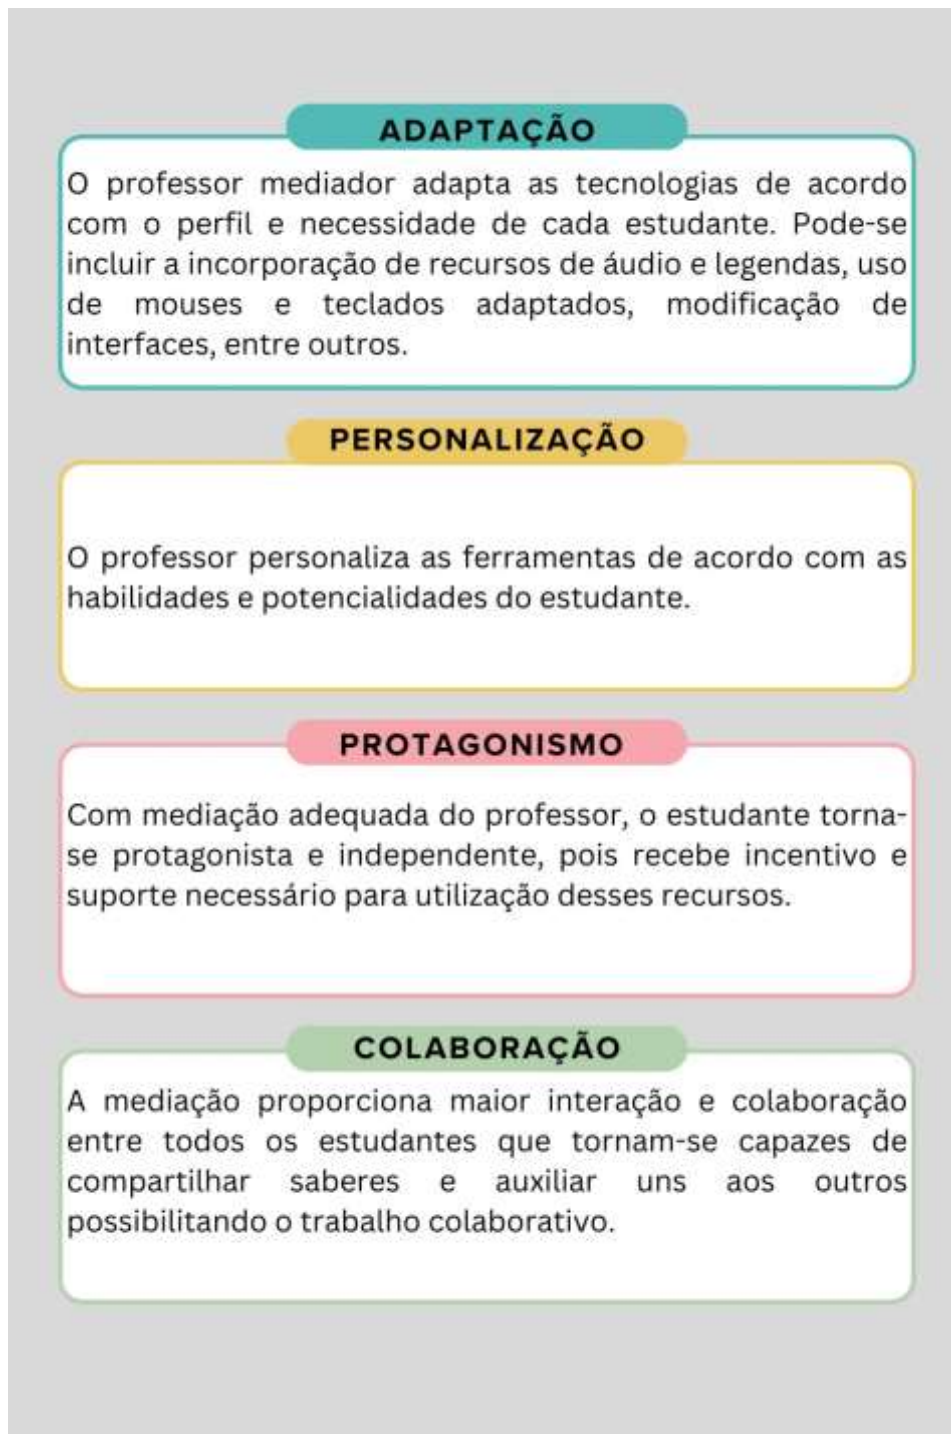 ADAPTAÇÃO
O professor mediador adapta as tecnologias de acordo
com o perfil e necessidade de cada estudante. Pode-se
incluir a incorporação de recursos de áudio e legendas, uso
de mouses e teclados adaptados, modificação de
interfaces, entre outros.
PERSONALIZAÇÃO
O professor personaliza as ferramentas de acordo com as
habilidades e potencialidades do estudante.
PROTAGONISMO
Com mediação adequada do professor, o estudante torna-
se protagonista e independente, pois recebe incentivo e
suporte necessário para utilização desses recursos.
COLABORAÇÃO
A mediação proporciona maior interação e colaboração
entre todos os estudantes que tornam-se capazes de
compartilhar saberes e auxiliar uns aos outros
possibilitando o trabalho colaborativo.